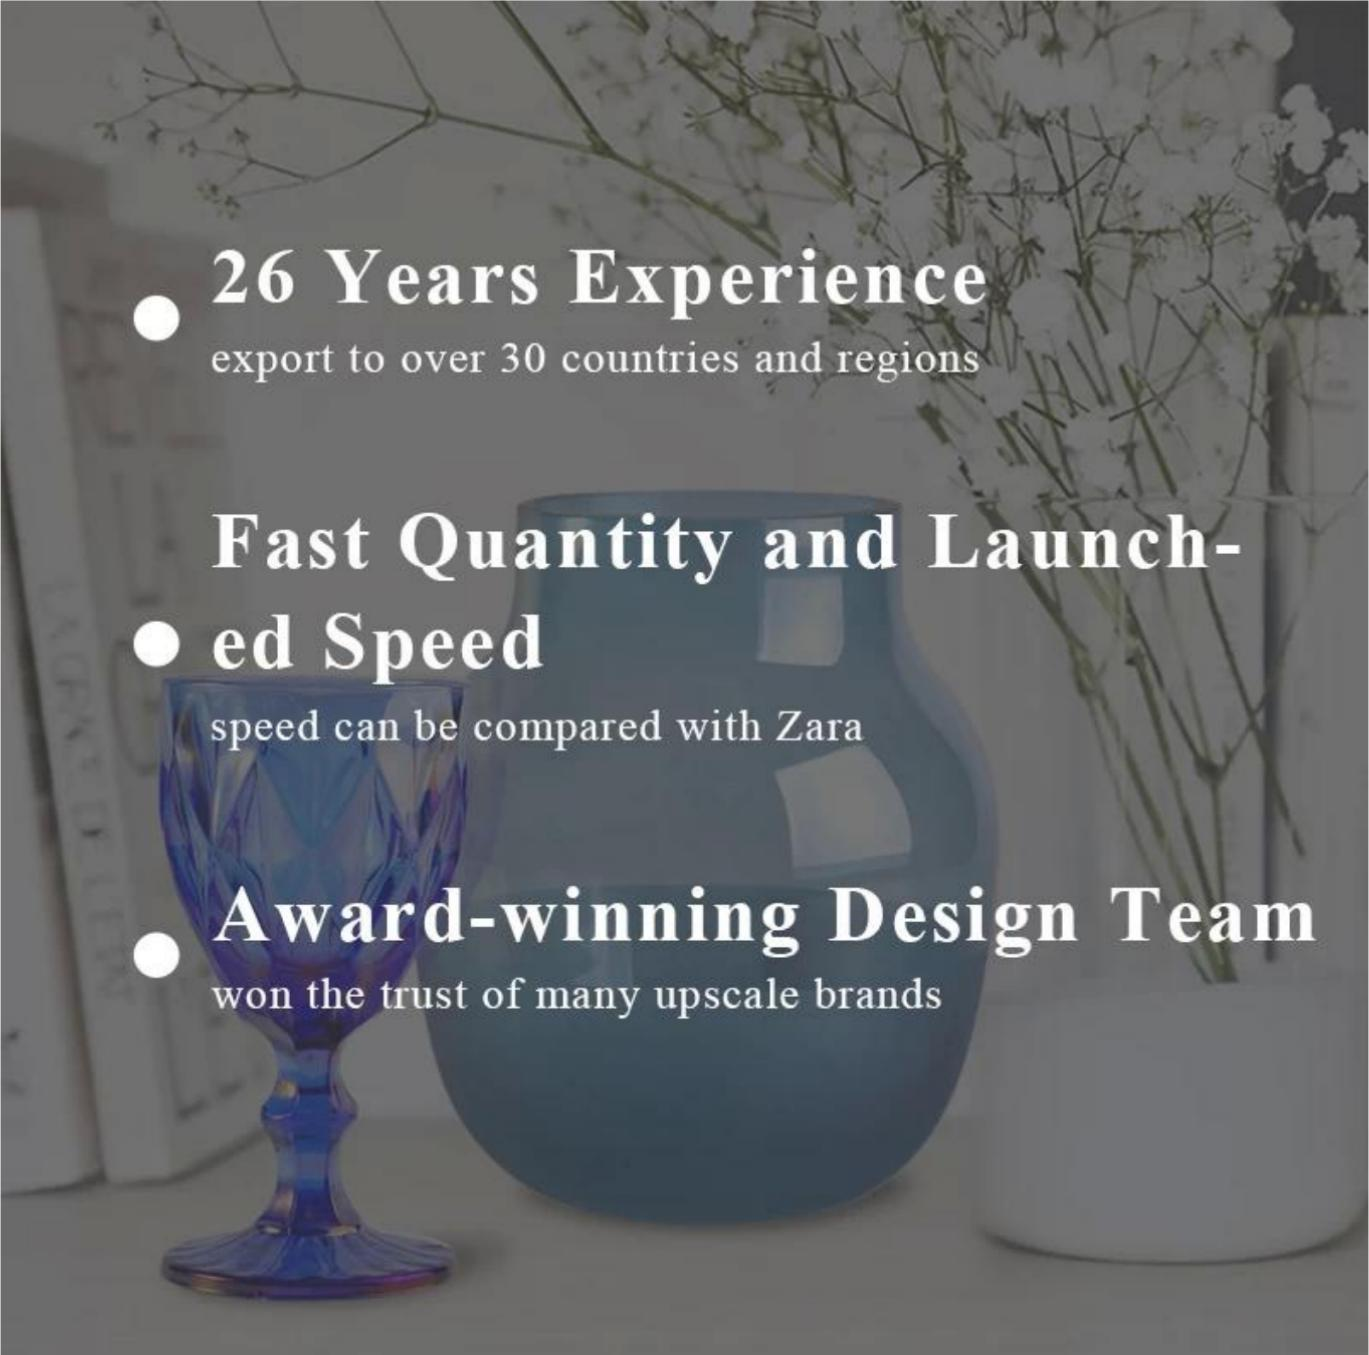 26 Years Experience
export to over 30 countries and regions
Fast Quantity and Launch-
ed Speed
speed can be compared with Zara
Award-winning Design Team
won the trust of many upscale brands